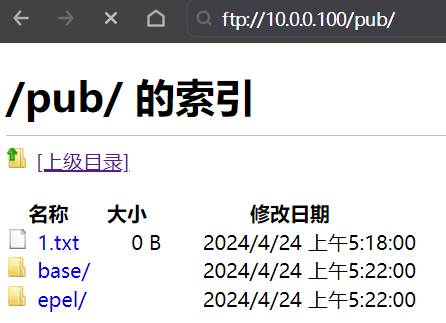 ftp://10.0.0.100/pub/
/pub/ 的索引
[上级目录]
名称 大小 修改日期
1.txt 0 B 2024/4/24 上午5:18:00
base/ 2024/4/24 上午5:22:00
epel/ 2024/4/24 上午5:22:00